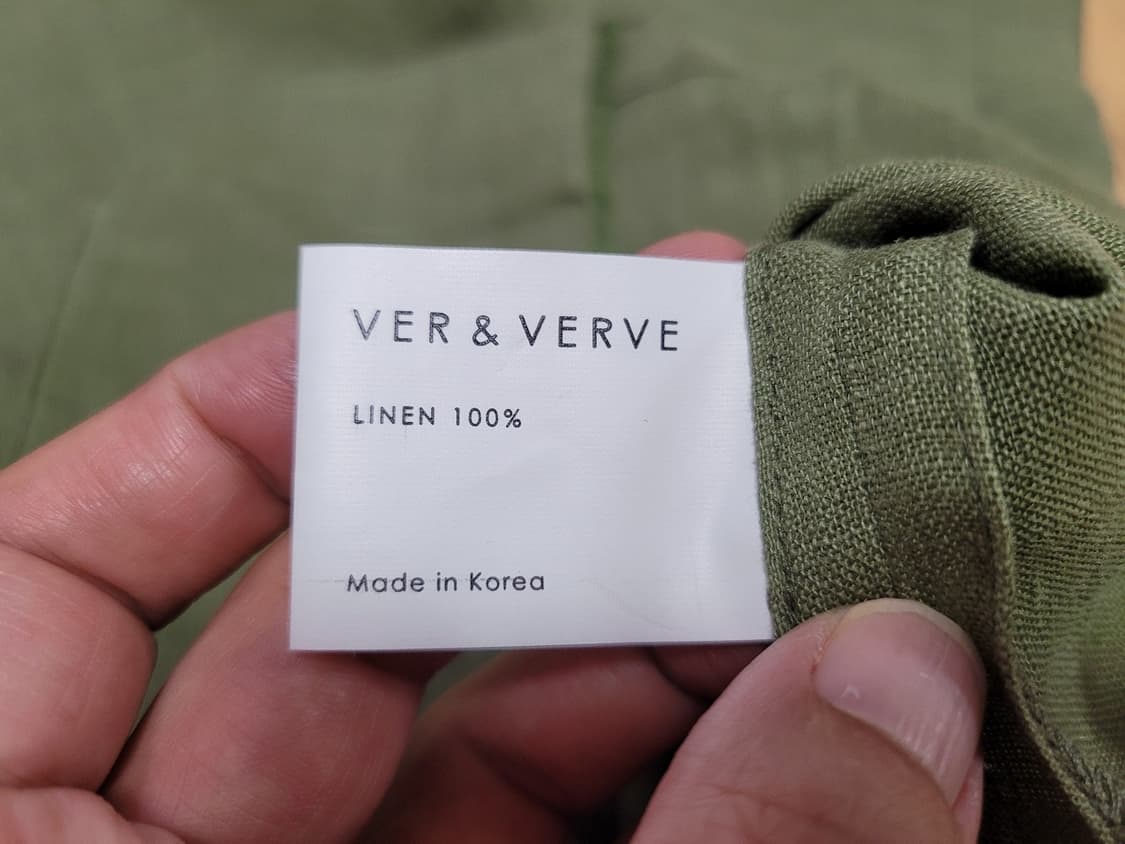 VER & VERVE
LINEN 100%
Made in Korea